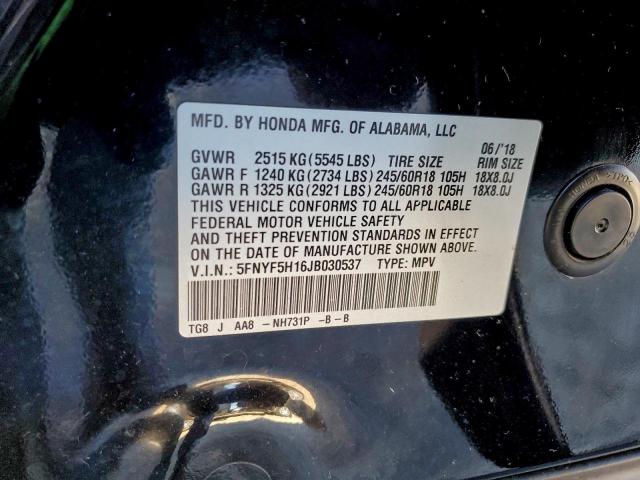 MFD. BY HONDA MFG. OF ALABAMA, LLC 06/'18
GVWR 2515 KG (5545 LBS) TIRE SIZE RIM SIZE
GAWR F 1240 KG (2734 LBS) 245/60R18 105H 18X8.0J
GAWR R 1325 KG (2921 LBS) 245/60R18 105H 18X8.0J
THIS VEHICLE CONFORMS TO ALL APPLICABLE
FEDERAL MOTOR VEHICLE SAFETY
AND THEFT PREVENTION STANDARDS IN EFFECT
ON THE DATE OF MANUFACTURE SHOWN ABOVE.
V.I.N.: 5FNYF5H16JB030537 TYPE: MPV
TG8 J AA8 -NH731P -B-B